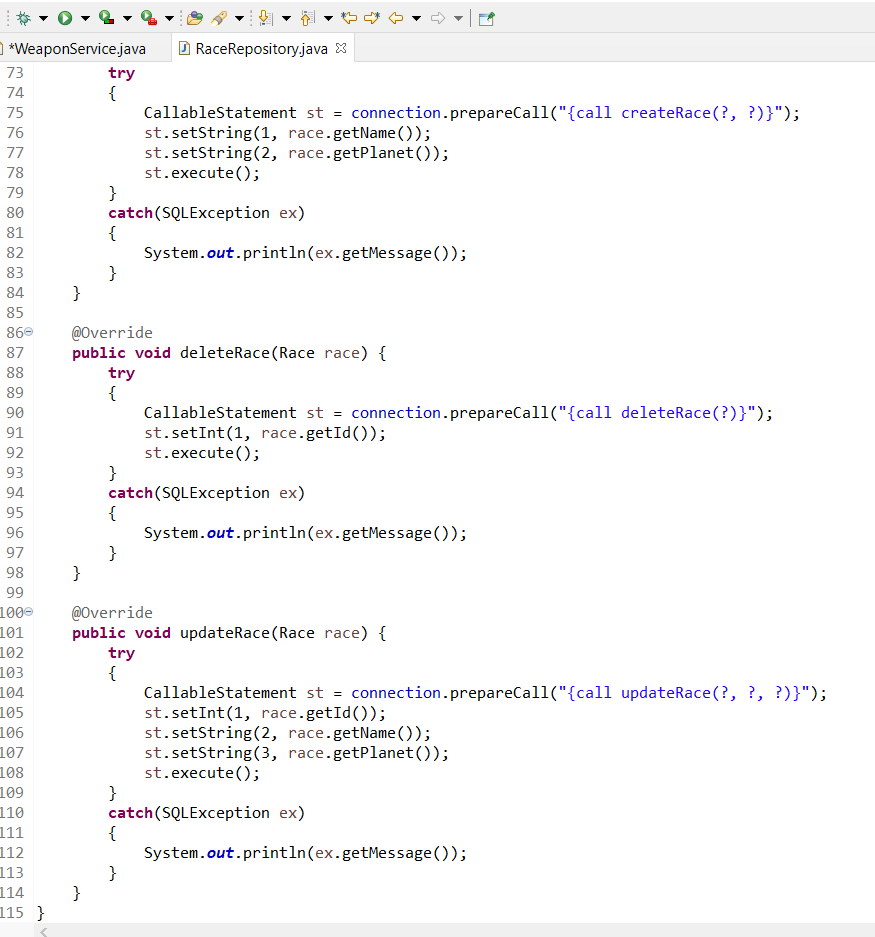 *WeaponService.java RaceRepository.java
73 try
74 {
75 CallableStatement st = connection.prepareCall("{call createRace(?, ?)}");
76 st.setString(1, race.getName());
77 st.setString(2, race.getPlanet());
78 st.execute();
79 }
80 catch(SQLException ex)
81 {
82 System.out.println(ex.getMessage());
83 }
84 }
85
86 @Override
87 public void deleteRace(Race race) {
88 try
89 {
90 CallableStatement st = connection.prepareCall("{call deleteRace(?)}");
91 st.setInt(1, race.getId());
92 st.execute();
93 }
94 catch(SQLException ex)
95 {
96 System.out.println(ex.getMessage());
97 }
98 }
99
100 @Override
101 public void updateRace(Race race) {
102 try
103 {
104 CallableStatement st = connection.prepareCall("{call updateRace(?, ?, ?)}");
105 st.setInt(1, race.getId());
106 st.setString(2, race.getName());
107 st.setString(3, race.getPlanet());
108 st.execute();
109 }
110 catch(SQLException ex)
111 {
112 System.out.println(ex.getMessage());
113 }
114 }
115 }